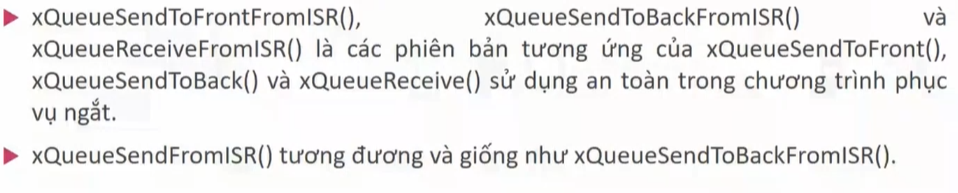 xQueueSendToFrontFromISR(), xQueueSendToBackFromISR() và
xQueueReceiveFromISR() là các phiên bản tương ứng của xQueueSendToFront(),
xQueueSendToBack() và xQueueReceive() sử dụng an toàn trong chương trình phục
vụ ngắt.
xQueueSendFromISR() tương đương và giống như xQueueSendToBackFromISR().